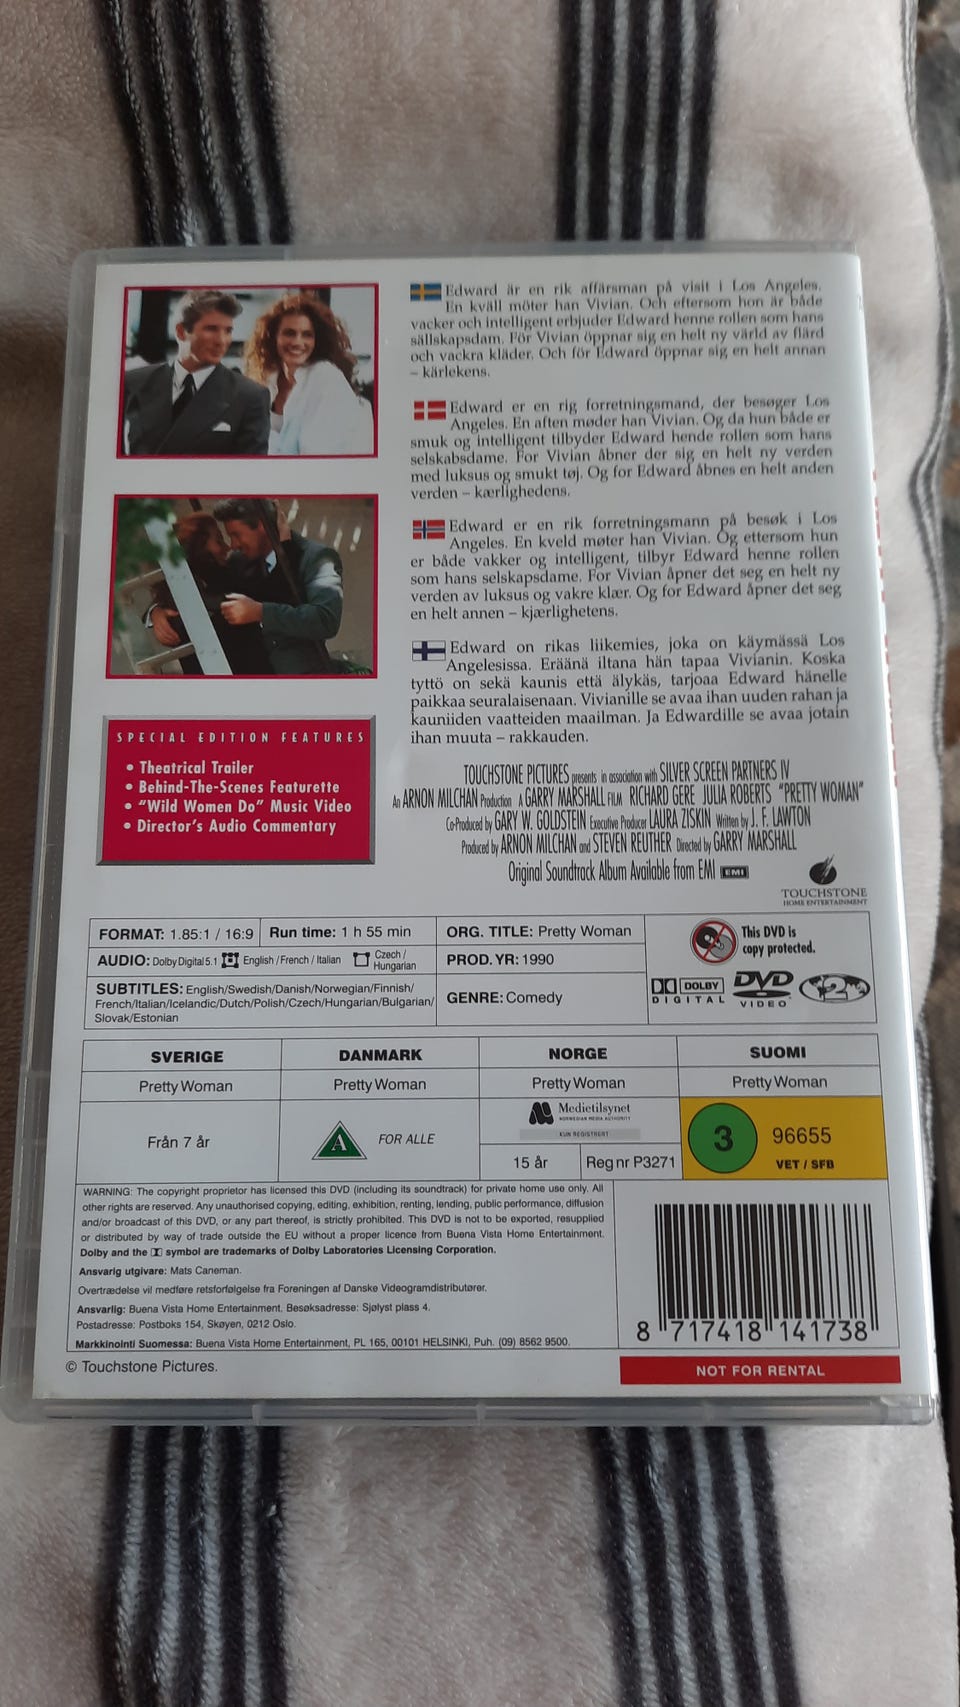 Edward är en rik affärsman på visit i Los Angeles.
En kväll möter han Vivian. Och eftersom hon är både
vacker och intelligent erbjuder Edward henne rollen som hans
sällskapsdam. För Vivian öppnar sig en helt ny värld av flärd
och vackra kläder. Och för Edward öppnar sig en helt annan
– kärlekens.
Edward er en rig forretningsmand, der besøger Los
Angeles. En aften møder han Vivian. Og da hun både er
smuk og intelligent tilbyder Edward hende rollen som hans
selskabsdame. For Vivian åbner der sig en helt ny verden
med luksus og smukt tøj. Og for Edward åbnes en helt anden
verden – kærlighedens.
Edward er en rik forretningsmann på besøk i Los
Angeles. En kveld møter han Vivian. Og ettersom hun
er både vakker og intelligent, tilbyr Edward henne rollen
som hans selskapsdame. For Vivian åpner det seg en helt ny
verden av luksus og vakre klær. Og for Edward åpner det seg
en helt annen – kjærlighetens.
Edward on rikas liikemies, joka on käymässä Los
Angelesissa. Eräänä iltana hän tapaa Vivianin. Koska
tyttö on sekä kaunis että älykäs, tarjoaa Edward hänelle
paikkaa seuralaisenaan. Vivianille se avaa ihan uuden rahan ja
kauniiden vaatteiden maailman. Ja Edwardille se avaa jotain
ihan muuta – rakkauden.
SPECIAL EDITION FEATURES
• Theatrical Trailer
• Behind-The-Scenes Featurette
• "Wild Women Do" Music Video
• Director's Audio Commentary
TOUCHSTONE PICTURES presents in association with SILVER SCREEN PARTNERS IV
An ARNON MILCHAN Production A GARRY MARSHALL FILM RICHARD GERE JULIA ROBERTS "PRETTY WOMAN"
Co-Produced by GARY W. GOLDSTEIN Executive Producer LAURA ZISKIN Written by J. F. LAWTON
Produced by ARNON MILCHAN and STEVEN REUTHER Directed by GARRY MARSHALL
Original Soundtrack Album Available from EMI EMI
TOUCHSTONE
HOME ENTERTAINMENT
FORMAT: 1.85:1 / 16:9 Run time: 1 h 55 min
AUDIO: Dolby Digital 5.1 English / French / Italian Czech /
Hungarian
SUBTITLES: English/Swedish/Danish/Norwegian/Finnish/
French/Italian/Icelandic/Dutch/Polish/Czech/Hungarian/Bulgarian/
Slovak/Estonian
ORG. TITLE: Pretty Woman
PROD. YR: 1990
GENRE: Comedy
This DVD is
copy protected.
DOLBY
DIGITAL
DVD
VIDEO
2
SVERIGE DANMARK NORGE SUOMI
Pretty Woman Pretty Woman Pretty Woman Pretty Woman
Från 7 år
A FOR ALLE
Medietilsynet
NORWEGIAN MEDIA AUTHORITY
KUN REGISTRERT
15 år Reg nr P3271
3 96655
VET / SFB
WARNING: The copyright proprietor has licensed this DVD (including its soundtrack) for private home use only. All
other rights are reserved. Any unauthorised copying, editing, exhibition, renting, lending, public performance, diffusion
and/or broadcast of this DVD, or any part thereof, is strictly prohibited. This DVD is not to be exported, resupplied
or distributed by way of trade outside the EU without a proper licence from Buena Vista Home Entertainment.
Dolby and the symbol are trademarks of Dolby Laboratories Licensing Corporation.
Ansvarig utgivare: Mats Caneman.
Overtrædelse vil medføre retsforfølgelse fra Foreningen af Danske Videogramdistributører.
Ansvarlig: Buena Vista Home Entertainment, Besøksadresse: Sjølyst plass 4.
Postadresse: Postboks 154, Skøyen, 0212 Oslo.
Markkinointi Suomessa: Buena Vista Home Entertainment, PL 165, 00101 HELSINKI, Puh. (09) 8562 9500.
© Touchstone Pictures.
8 717418 141738
NOT FOR RENTAL